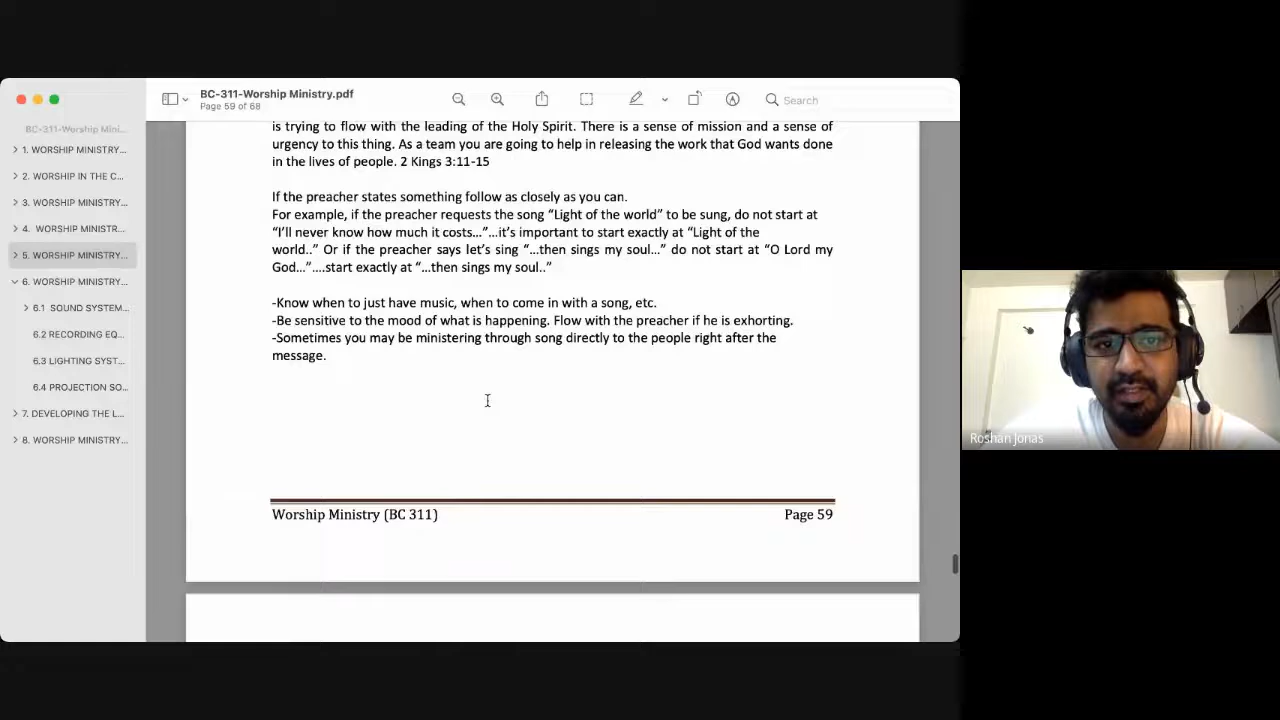 BC-311-Worship Ministry.pdf
Page 59 of 68
Search
BC-311-Worship Mini...
1. WORSHIP MINISTRY...
2. WORSHIP IN THE C...
3. WORSHIP MINISTRY...
4. WORSHIP MINISTR...
5. WORSHIP MINISTRY...
6. WORSHIP MINISTRY...
6.1 SOUND SYSTEM...
6.2 RECORDING EQ...
6.3 LIGHTING SYST...
6.4 PROJECTION SO...
7. DEVELOPING THE L...
8. WORSHIP MINISTRY...
is trying to flow with the leading of the Holy Spirit. There is a sense of mission and a sense of
urgency to this thing. As a team you are going to help in releasing the work that God wants done
in the lives of people. 2 Kings 3:11-15
If the preacher states something follow as closely as you can.
For example, if the preacher requests the song “Light of the world” to be sung, do not start at
“I’ll never know how much it costs…”…it’s important to start exactly at “Light of the
world..” Or if the preacher says let’s sing “…then sings my soul…” do not start at “O Lord my
God…”….start exactly at “…then sings my soul..”
-Know when to just have music, when to come in with a song, etc.
-Be sensitive to the mood of what is happening. Flow with the preacher if he is exhorting.
-Sometimes you may be ministering through song directly to the people right after the
message.
Worship Ministry (BC 311) Page 59
Roshan Jonas